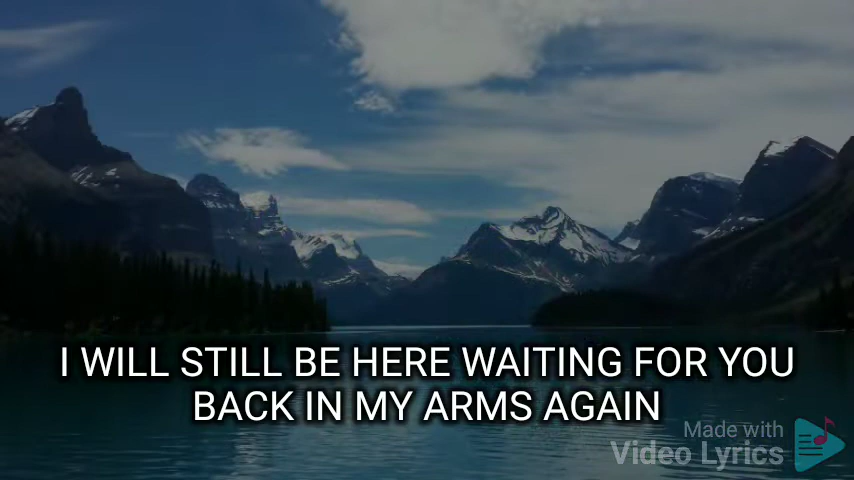 I WILL STILL BE HERE WAITING FOR YOU
BACK IN MY ARMS AGAIN
Made with
Video Lyrics